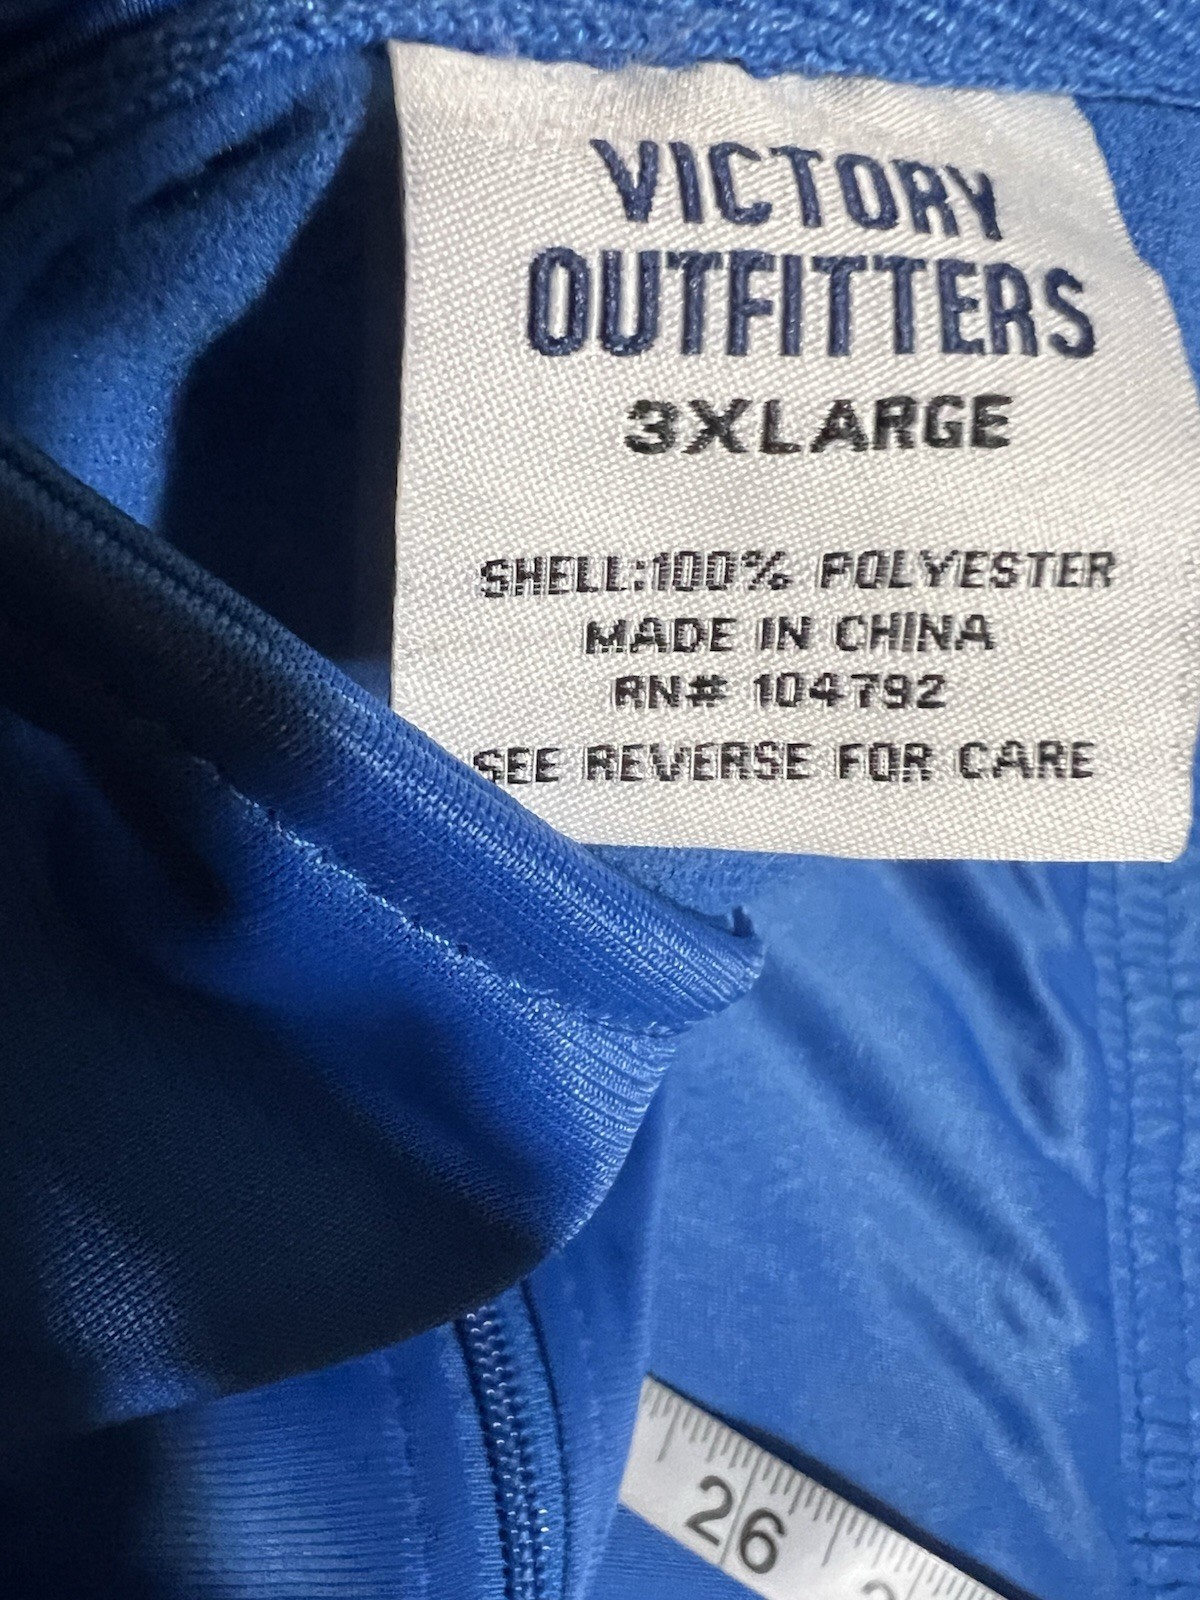 VICTORY
OUTFITTERS
3XLARGE
SHELL:100% POLYESTER
MADE IN CHINA
RN# 104792
SEE REVERSE FOR CARE
26